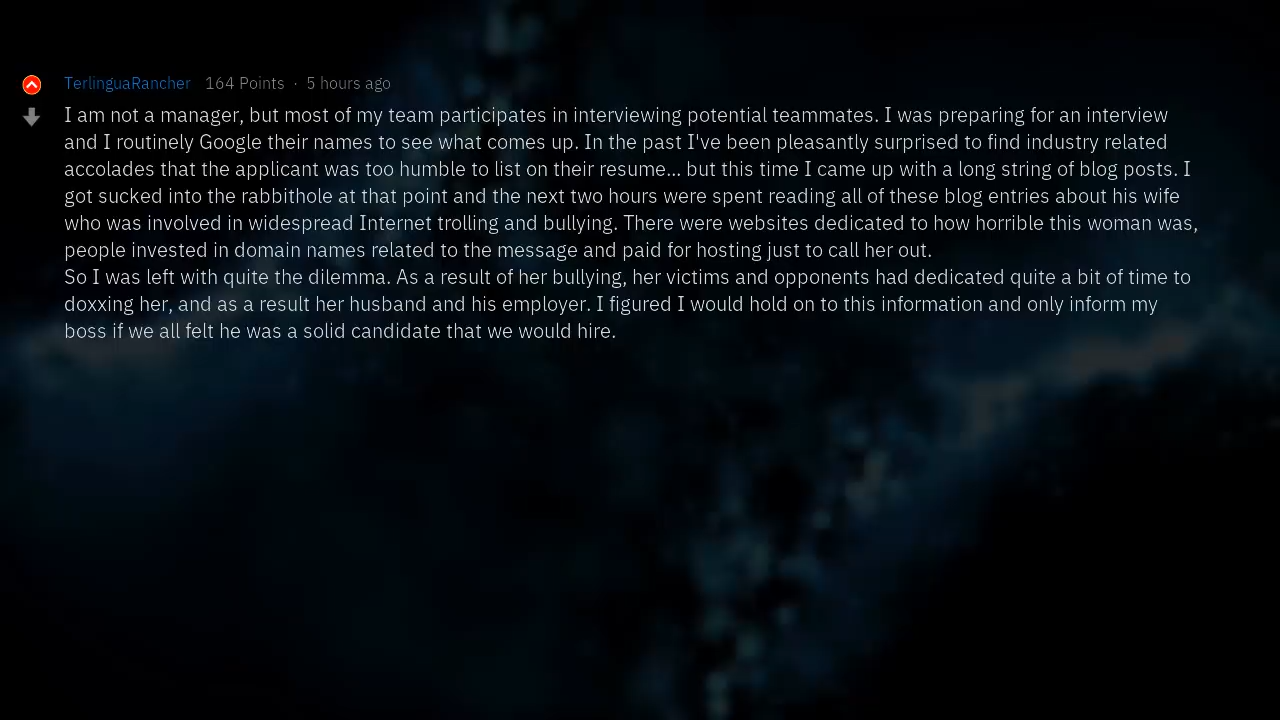 TerlinguaRancher 164 Points · 5 hours ago
I am not a manager, but most of my team participates in interviewing potential teammates. I was preparing for an interview
and I routinely Google their names to see what comes up. In the past I've been pleasantly surprised to find industry related
accolades that the applicant was too humble to list on their resume... but this time I came up with a long string of blog posts. I
got sucked into the rabbithole at that point and the next two hours were spent reading all of these blog entries about his wife
who was involved in widespread Internet trolling and bullying. There were websites dedicated to how horrible this woman was,
people invested in domain names related to the message and paid for hosting just to call her out.
So I was left with quite the dilemma. As a result of her bullying, her victims and opponents had dedicated quite a bit of time to
doxxing her, and as a result her husband and his employer. I figured I would hold on to this information and only inform my
boss if we all felt he was a solid candidate that we would hire.